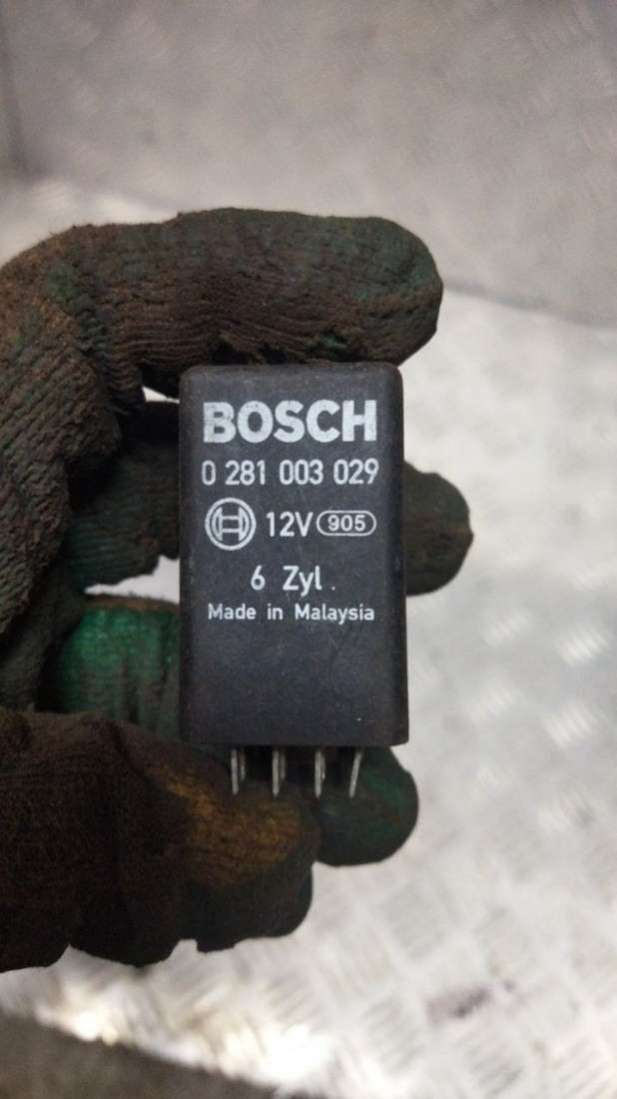 BOSCH
0 281 003 029
12V 905
6 Zyl.
Made in Malaysia